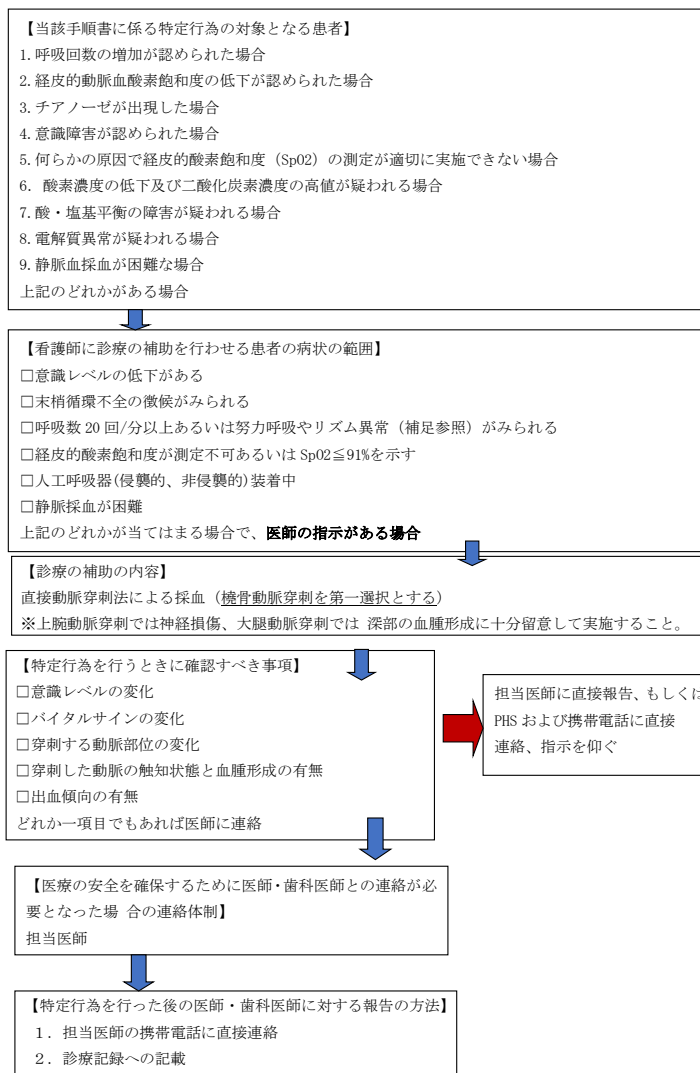 【当該手順書に係る特定行為の対象となる患者】
1.呼吸回数の増加が認められた場合
2.経皮的動脈血酸素飽和度の低下が認められた場合
3.チアノーゼが出現した場合
4.意識障害が認められた場合
5.何らかの原因で経皮的酸素飽和度（SpO2）の測定が適切に実施できない場合
6. 酸素濃度の低下及び二酸化炭素濃度の高値が疑われる場合
7.酸・塩基平衡の障害が疑われる場合
8.電解質異常が疑われる場合
9.静脈血採血が困難な場合
上記のどれかがある場合
【看護師に診療の補助を行わせる患者の病状の範囲】
□意識レベルの低下がある
□末梢循環不全の徴候がみられる
□呼吸数 20 回/分以上あるいは努力呼吸やリズム異常（補足参照）がみられる
□経皮的酸素飽和度が測定不可あるいは SpO2≦91%を示す
□人工呼吸器(侵襲的、非侵襲的)装着中
□静脈採血が困難
上記のどれかが当てはまる場合で、医師の指示がある場合
【診療の補助の内容】
直接動脈穿刺法による採血（橈骨動脈穿刺を第一選択とする）
※上腕動脈穿刺では神経損傷、大腿動脈穿刺では 深部の血腫形成に十分留意して実施すること。
【特定行為を行うときに確認すべき事項】
□意識レベルの変化
□バイタルサインの変化
□穿刺する動脈部位の変化
□穿刺した動脈の触知状態と血腫形成の有無
□出血傾向の有無
どれか一項目でもあれば医師に連絡
担当医師に直接報告、もしくは
PHS および携帯電話に直接
連絡、指示を仰ぐ
【医療の安全を確保するために医師・歯科医師との連絡が必
要となった場 合の連絡体制】
担当医師
【特定行為を行った後の医師・歯科医師に対する報告の方法】
１．担当医師の携帯電話に直接連絡
２．診療記録への記載